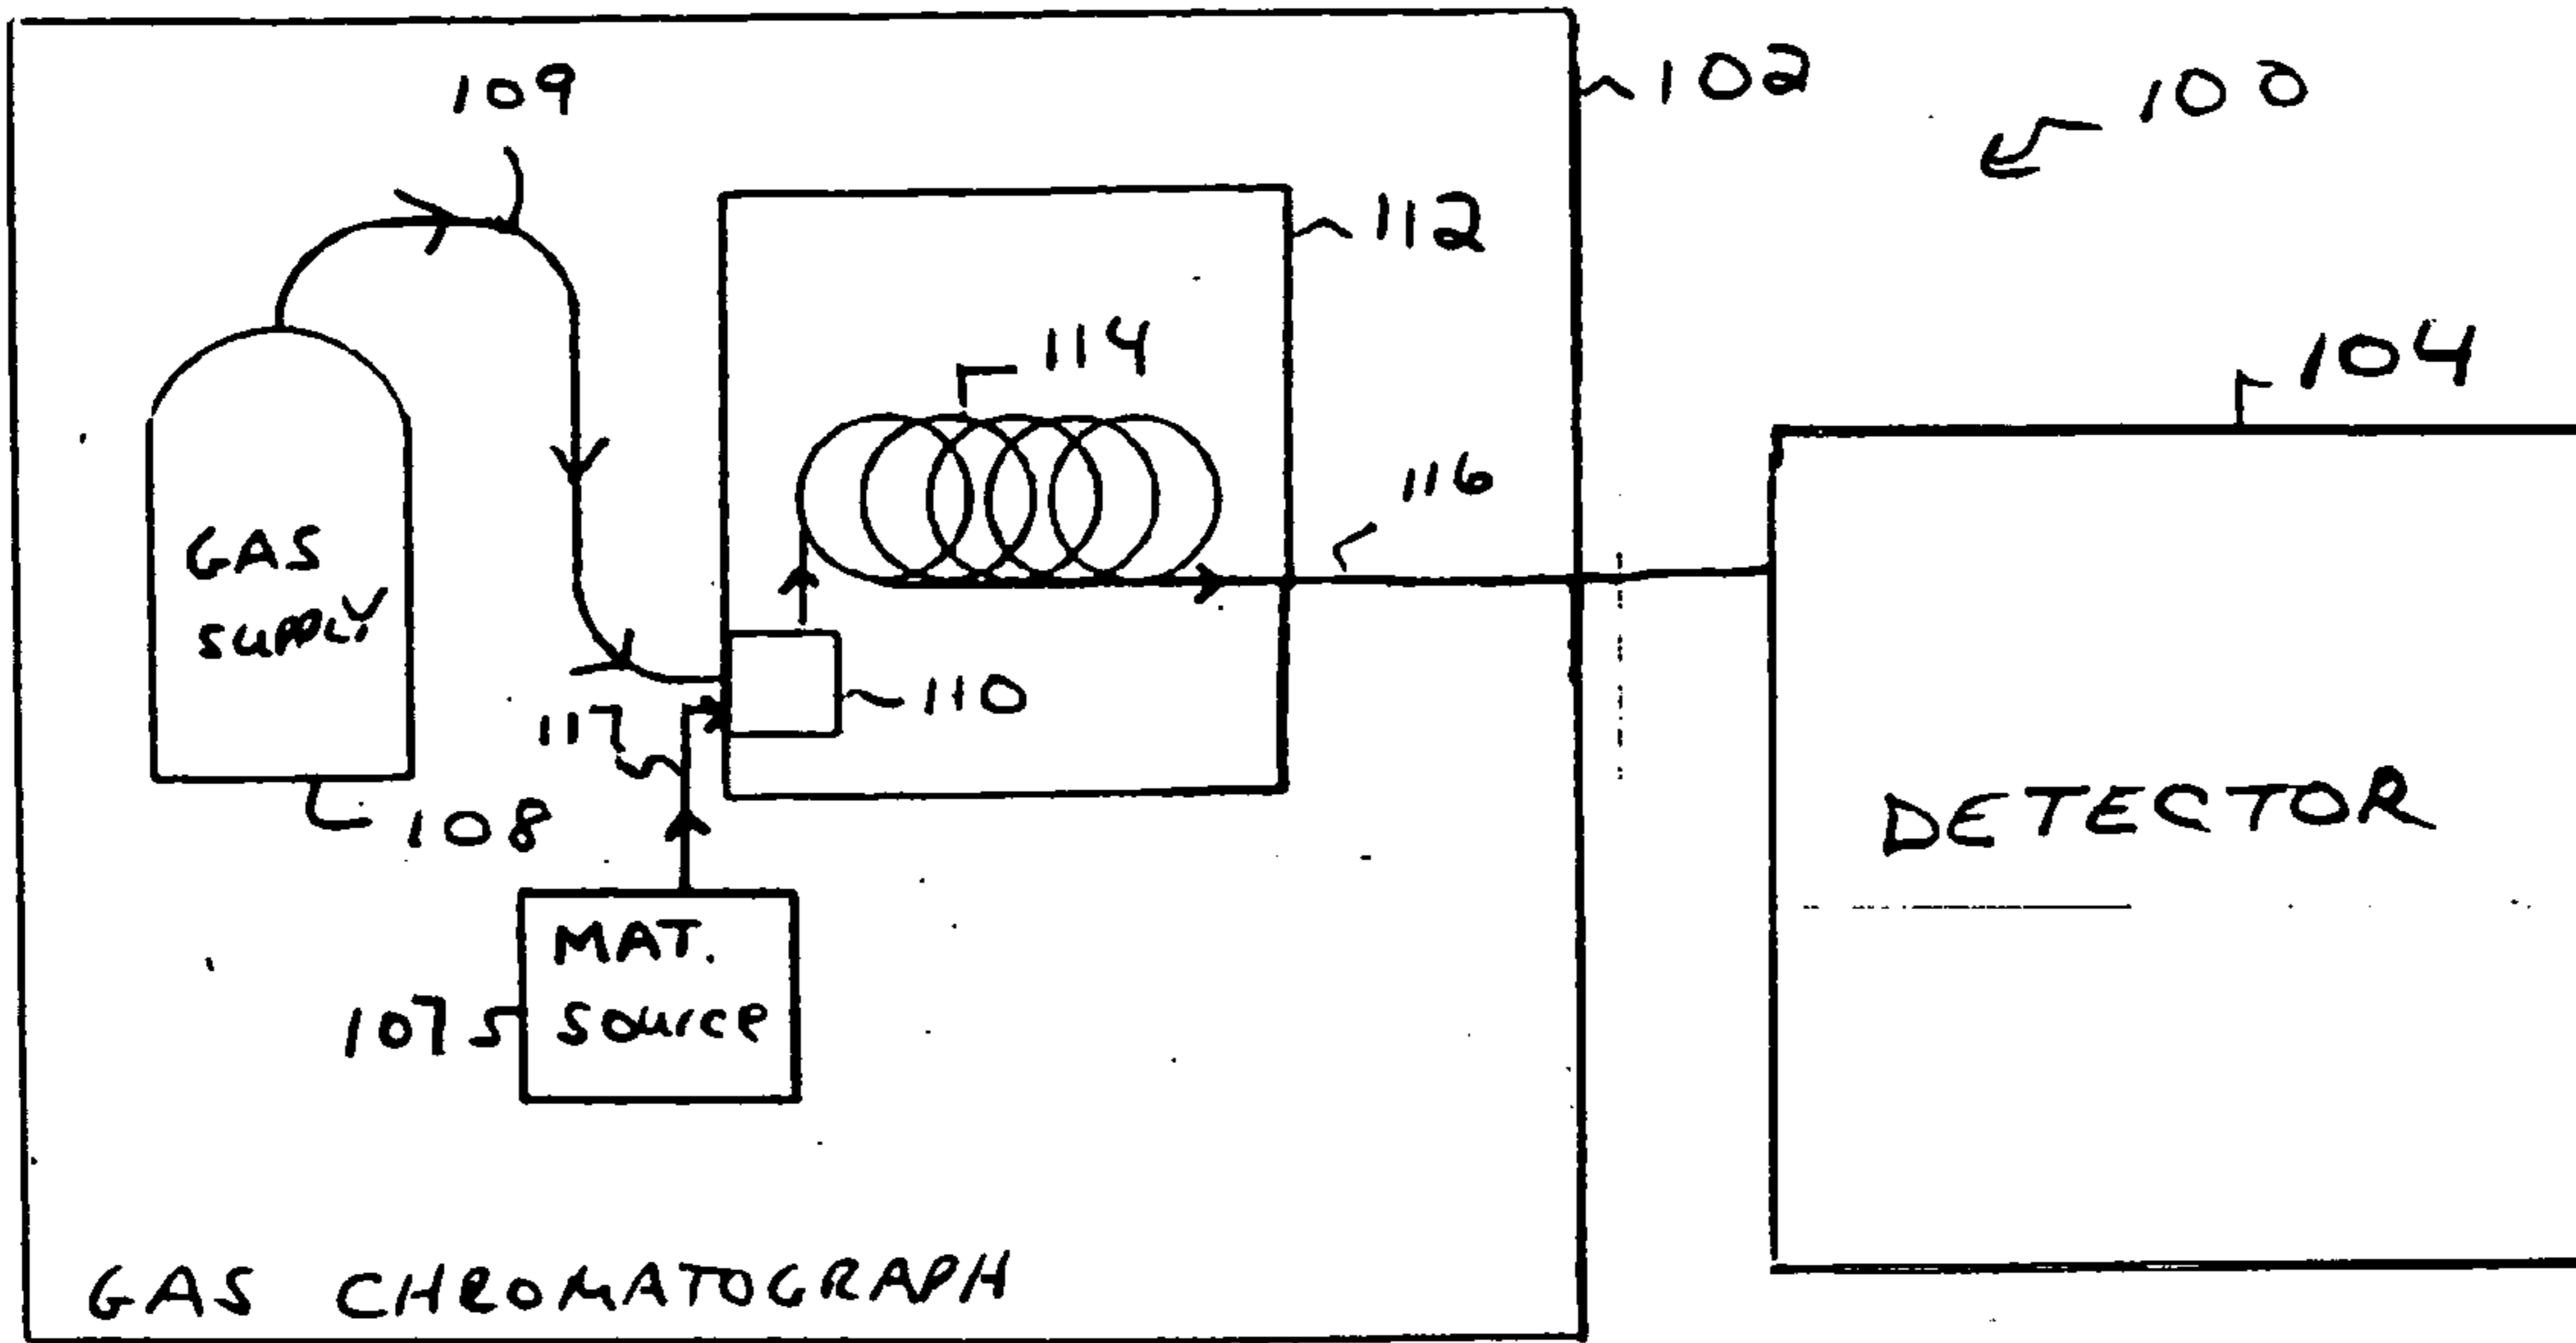 109
102
100
112
114
104
116
GAS
SUPPLY
110
117
108
DETECTOR
MAT.
Source
107
GAS CHROMATOGRAPH